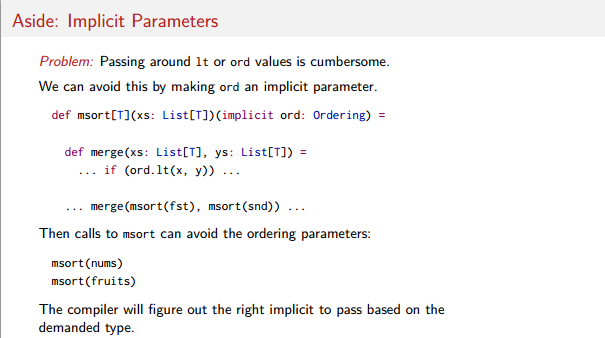 Aside: Implicit Parameters
Problem: Passing around lt or ord values is cumbersome.
We can avoid this by making ord an implicit parameter.
def msort[T](xs: List[T])(implicit ord: Ordering) =
def merge(xs: List[T], ys: List[T]) =
... if (ord.lt(x, y)) ...
... merge(msort(fst), msort(snd)) ...
Then calls to msort can avoid the ordering parameters:
msort(nums)
msort(fruits)
The compiler will figure out the right implicit to pass based on the
demanded type.